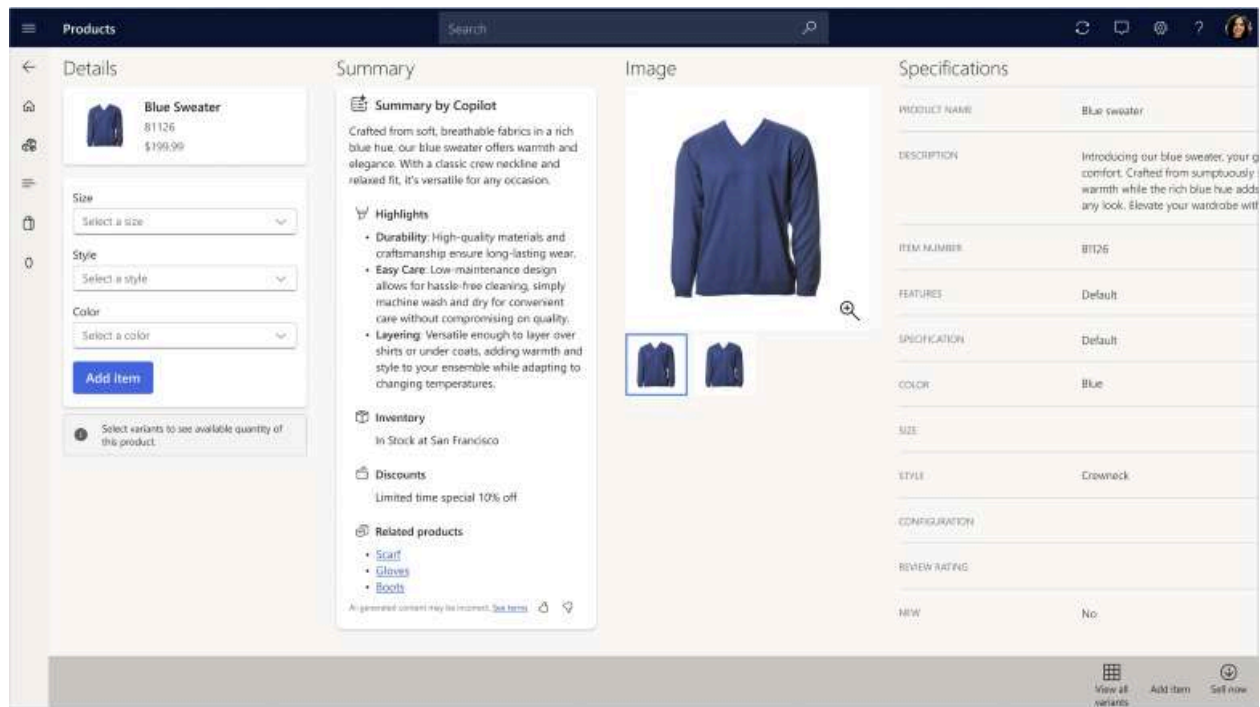 Products
Search
?
Details
Blue Sweater
81126
$199.99
Size
Select a size
Style
Select a style
Color
Select a color
Add item
Select variants to see available quantity of
this product
Summary
Summary by Copilot
Crafted from soft, breathable fabrics in a rich
blue hue, our blue sweater offers warmth and
elegance. With a classic crew neckline and
relaxed fit, it's versatile for any occasion.
Highlights
• Durability: High-quality materials and
craftsmanship ensure long-lasting wear.
• Easy Care: Low-maintenance design
allows for hassle-free cleaning, simply
machine wash and dry for convenient
care without compromising on quality.
• Layering: Versatile enough to layer over
shirts or under coats, adding warmth and
style to your ensemble while adapting to
changing temperatures.
Inventory
In Stock at San Francisco
Discounts
Limited time special 10% off
Related products
• Scarf
• Gloves
• Boots
AI-generated content may be incorrect. See terms
Image
Specifications
PRODUCT NAME
Blue sweater
DESCRIPTION
Introducing our blue sweater, your g
comfort. Crafted from sumptuously
warmth while the rich blue hue adds
any look. Elevate your wardrobe with
ITEM NUMBER
81126
FEATURES
Default
SPECIFICATION
Default
COLOR
Blue
SIZE
STYLE
Crewneck
CONFIGURATION
REVIEW RATING
NEW
No
View all
variants
Add item
Sell now